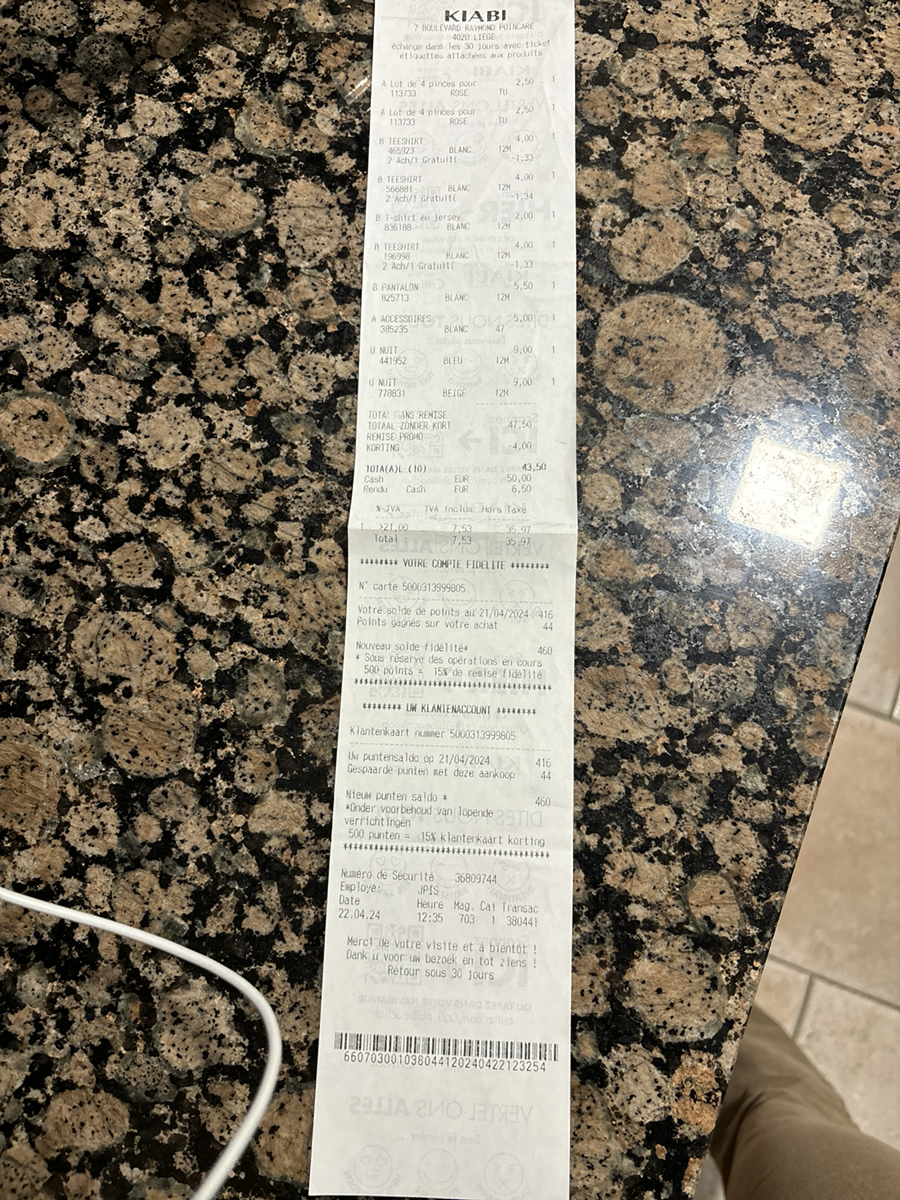 KIABI
7 BOULEVARD RAYMOND POINCARE
4020 LIEGE
échange dans les 30 jours avec ticket
étiquettes attachées aux produits
A Lot de 4 pinces pour 2,50 1
113733 ROSE TU
A Lot de 4 pinces pour 2,50 1
113733 ROSE TU
B TEESHIRT 4,00 1
465923 BLANC 12M
2 Ach/1 Gratuit( -1,33
B TEESHIRT 4,00 1
566881 BLANC 12M
2 Ach/1 Gratuit( -1,34
B T-shirt en jersey 2,00 1
836188 BLANC 12M
B TEESHIRT 4,00 1
196998 BLANC 12M
2 Ach/1 Gratuit( -1,33
B PANTALON 5,50 1
825713 BLANC 12M
A ACCESSOIRES 5,00 1
385235 BLANC 47
U NUIT 9,00 1
441952 BLEU 12M
U NUIT 9,00 1
778831 BEIGE 12M
TOTAL SANS REMISE
TOTAAL ZONDER KORT 47,50
REMISE PROMO
KORTING -4,00
TOTA(A)L (10) 43,50
Cash EUR 50,00
Rendu Cash EUR 6,50
% TVA TVA inclus Hors Taxe
1 >21,00 7,53 35,97
Total : 7,53 35,97
******** VOTRE COMPTE FIDELITE ********
N° carte 5000313999805
Votre solde de points au 21/04/2024 416
Points gagnés sur votre achat 44
Nouveau solde fidélité* 460
* Sous réserve des opérations en cours
500 points = 15% de remise fidélité
****************************************
******** UW KLANTENACCOUNT ********
Klantenkaart nummer 5000313999805
Uw puntensaldo op 21/04/2024 416
Gespaarde punten met deze aankoop 44
Nieuw punten saldo * 460
*Onder voorbehoud van lopende
verrichtingen
500 punten = 15% klantenkaart korting
****************************************
Numéro de Sécurité 36809744
Employé: JPIS
Date Heure Mag. Cai Transac
22.04.24 12:35 703 1 380441
Merci de votre visite et à bientôt !
Dank u voor uw bezoek en tot ziens !
Retour sous 30 jours
6607030010380441202404221232​54
VERTEL ONS ALLES